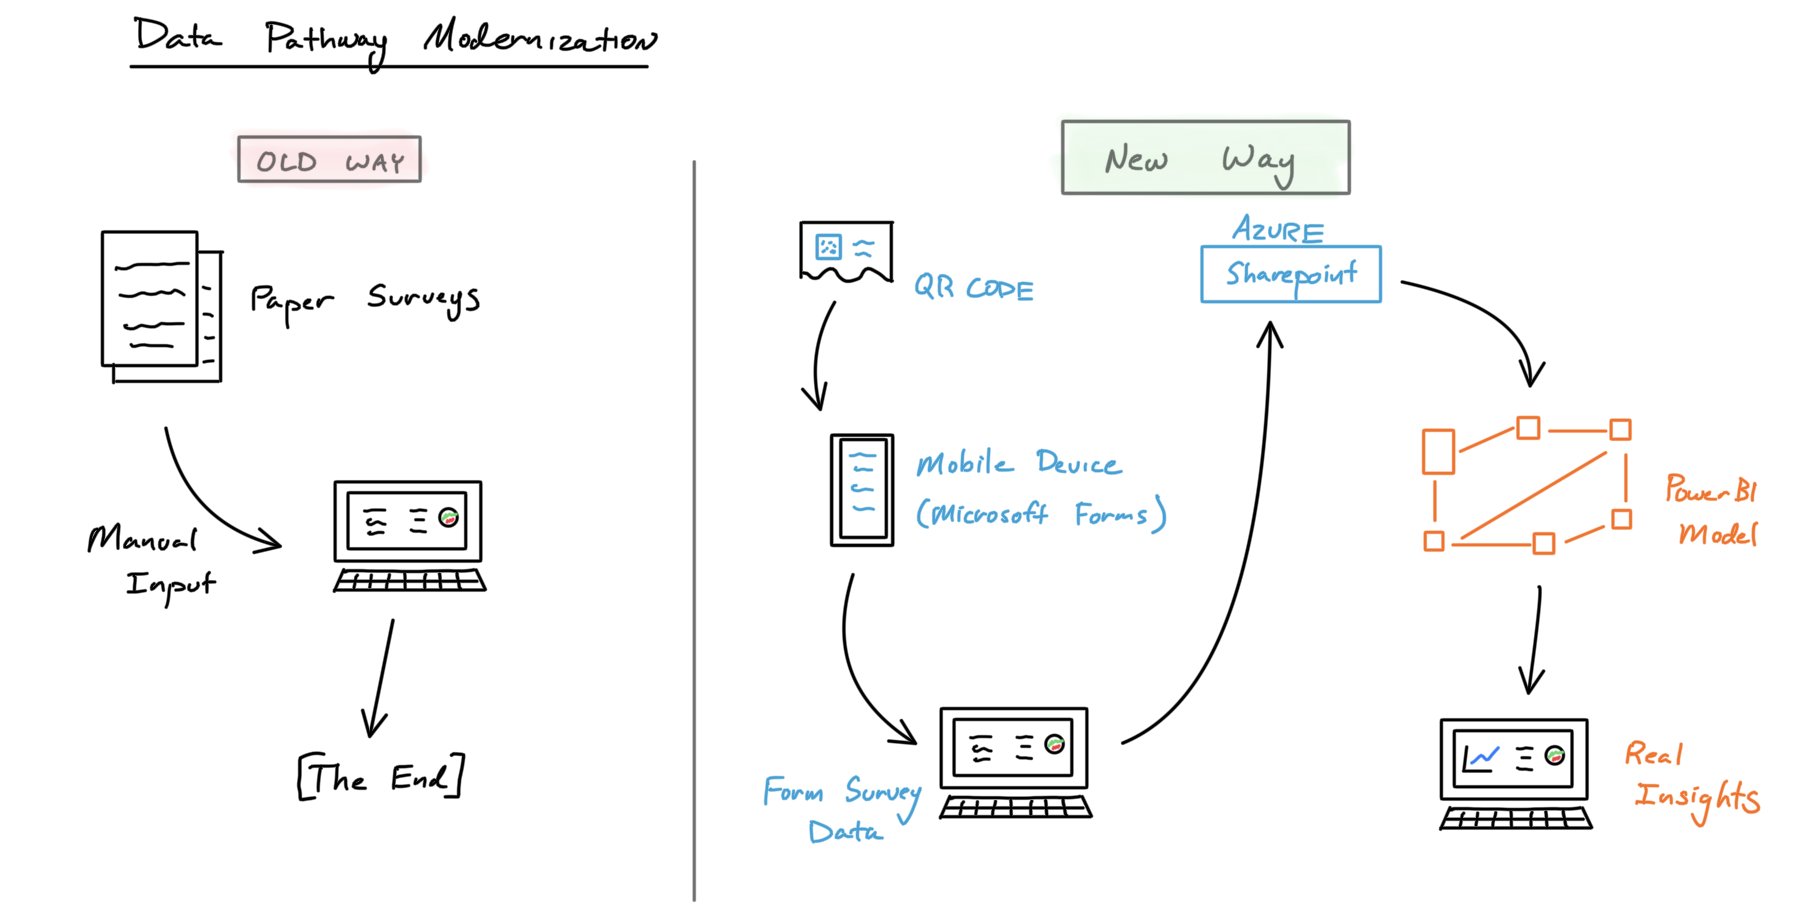 Data Pathway Modernization
OLD WAY
Paper Surveys
Manual
Input
[The End]
New Way
QR CODE
Mobile Device
(Microsoft Forms)
Form Survey
Data
AZURE
Sharepoint
Power BI
Model
Real
Insights